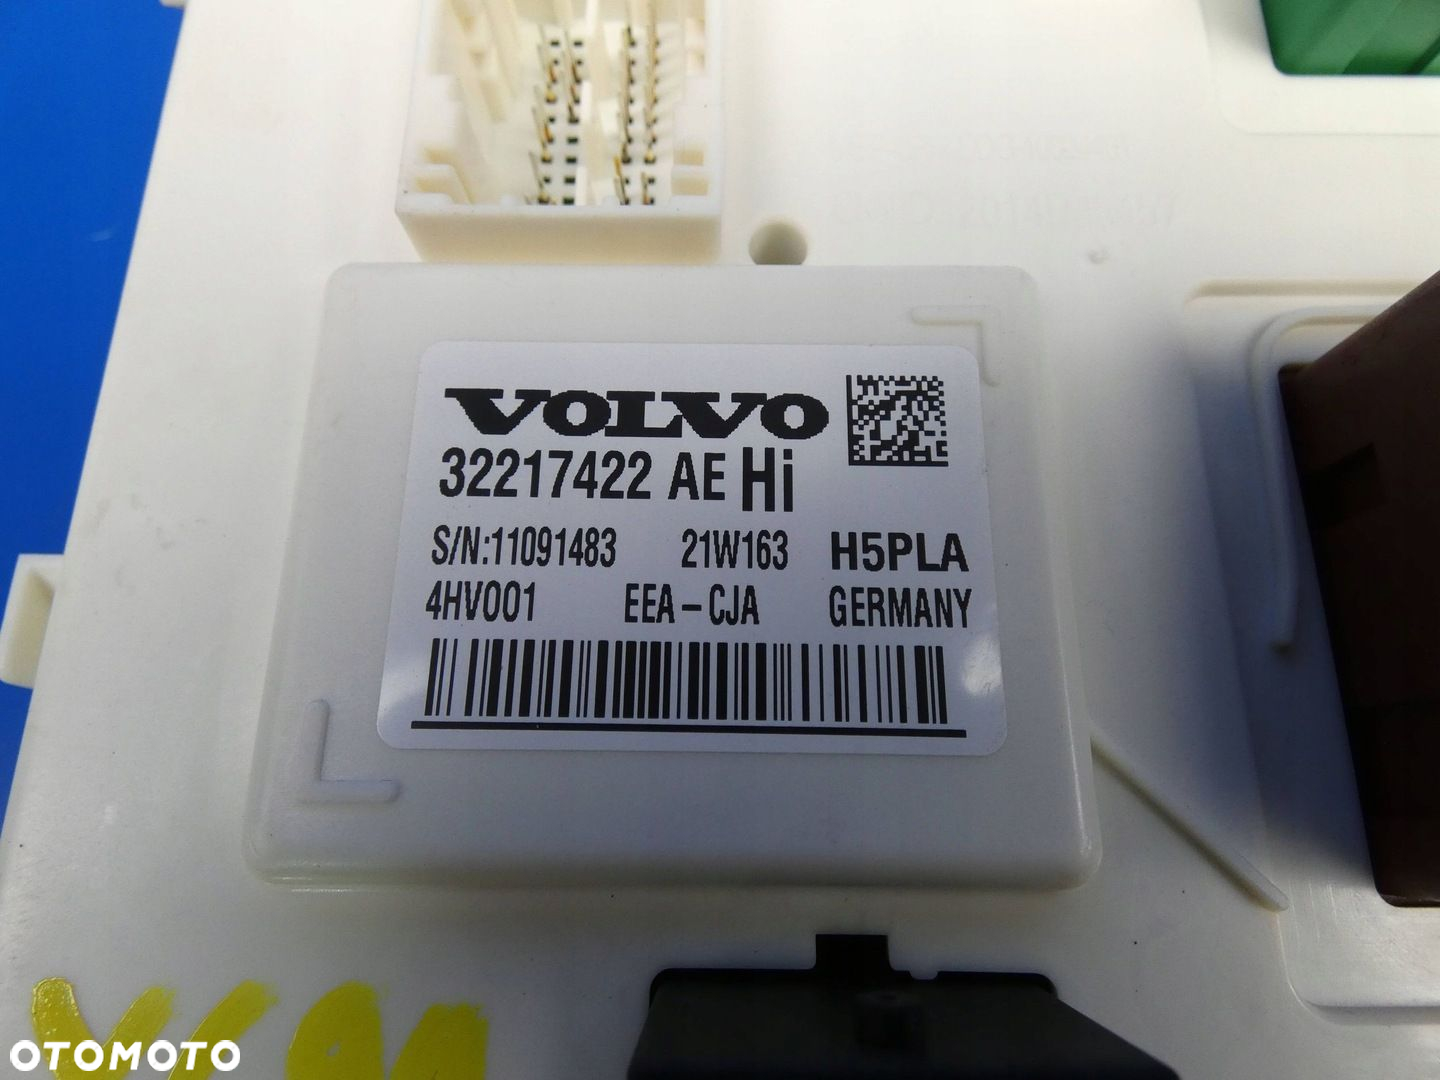 VOLVO
32217422 AE Hi
S/N:11091483 21W163 H5PLA
4HV001 EEA-CJA GERMANY
OTOMOTO